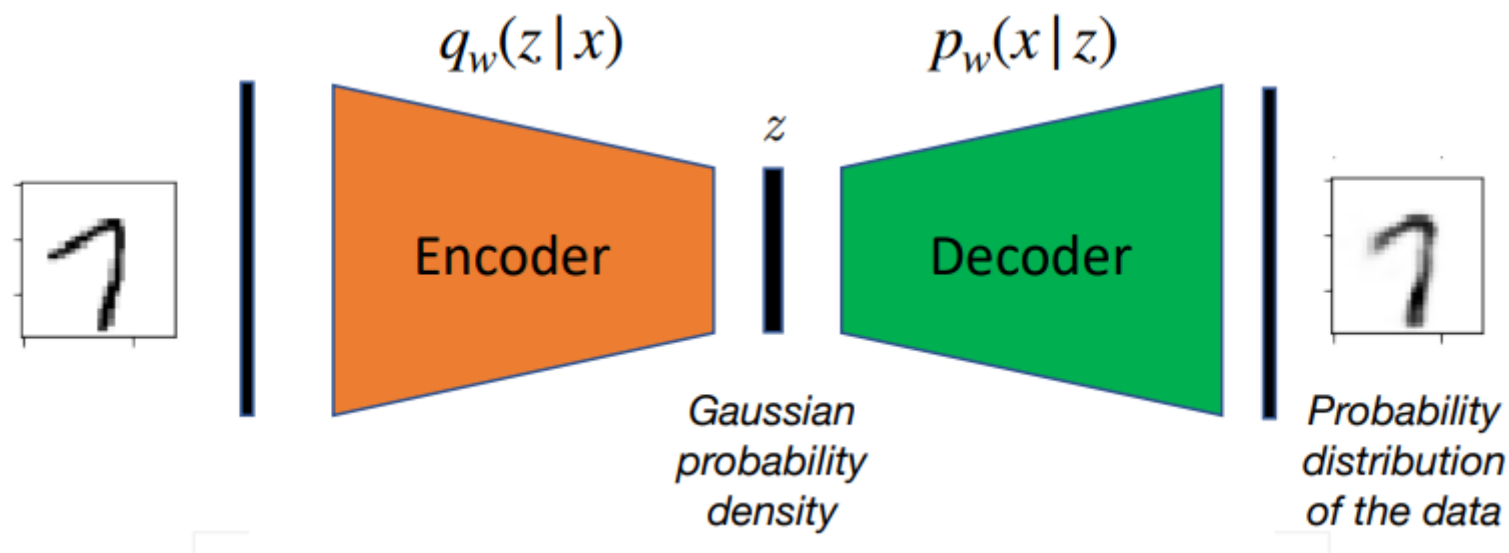 q_w(z|x)
p_w(x|z)
z
Encoder
Decoder
Gaussian
probability
density
Probability
distribution
of the data